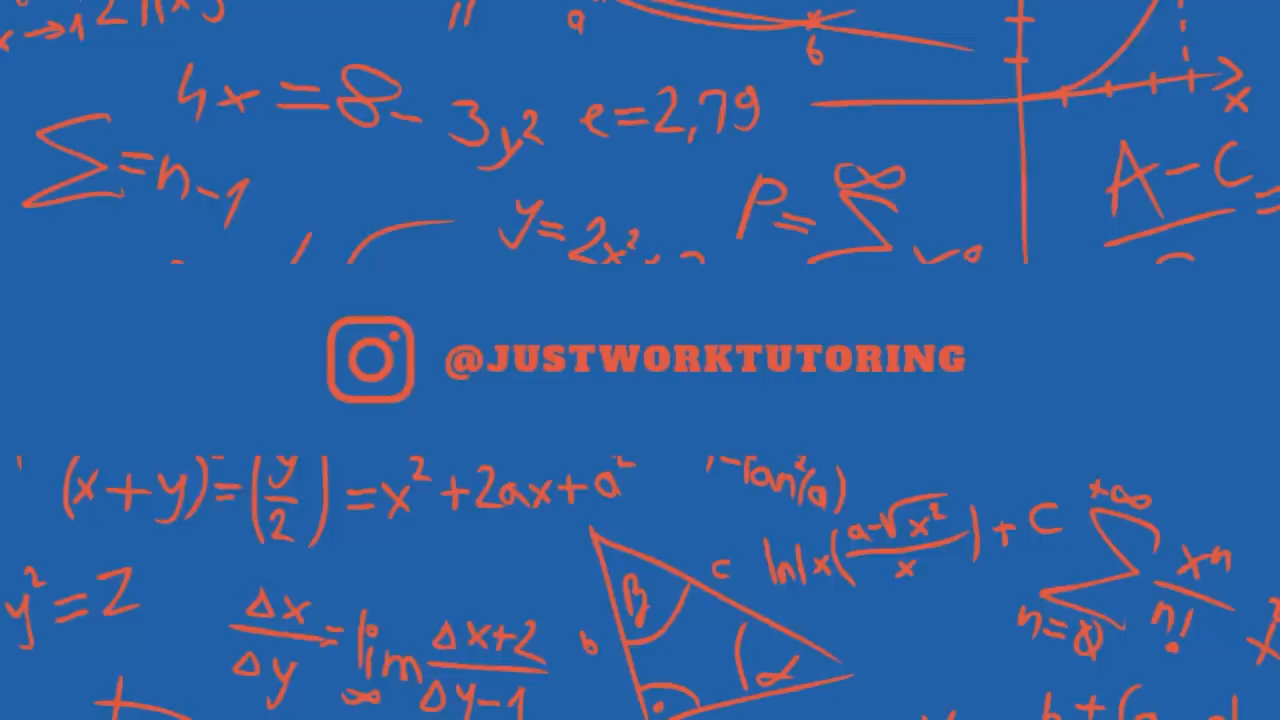 4x = 8 - 3y² e = 2,79
Σ = n - 1
y = 2x²
P = Σ ∞
A - C =
x
a
b
@JUSTWORKTUTORING
(x + y) = (y/2) = x² + 2ax + a²
tan²(a)
ln|x(a-√x²/x) + C
+∞ Σ n=0 xⁿ/n!
y² = Z
Δx/Δy = lim ∞ Δx+2/Δy-1
β
b
c
α